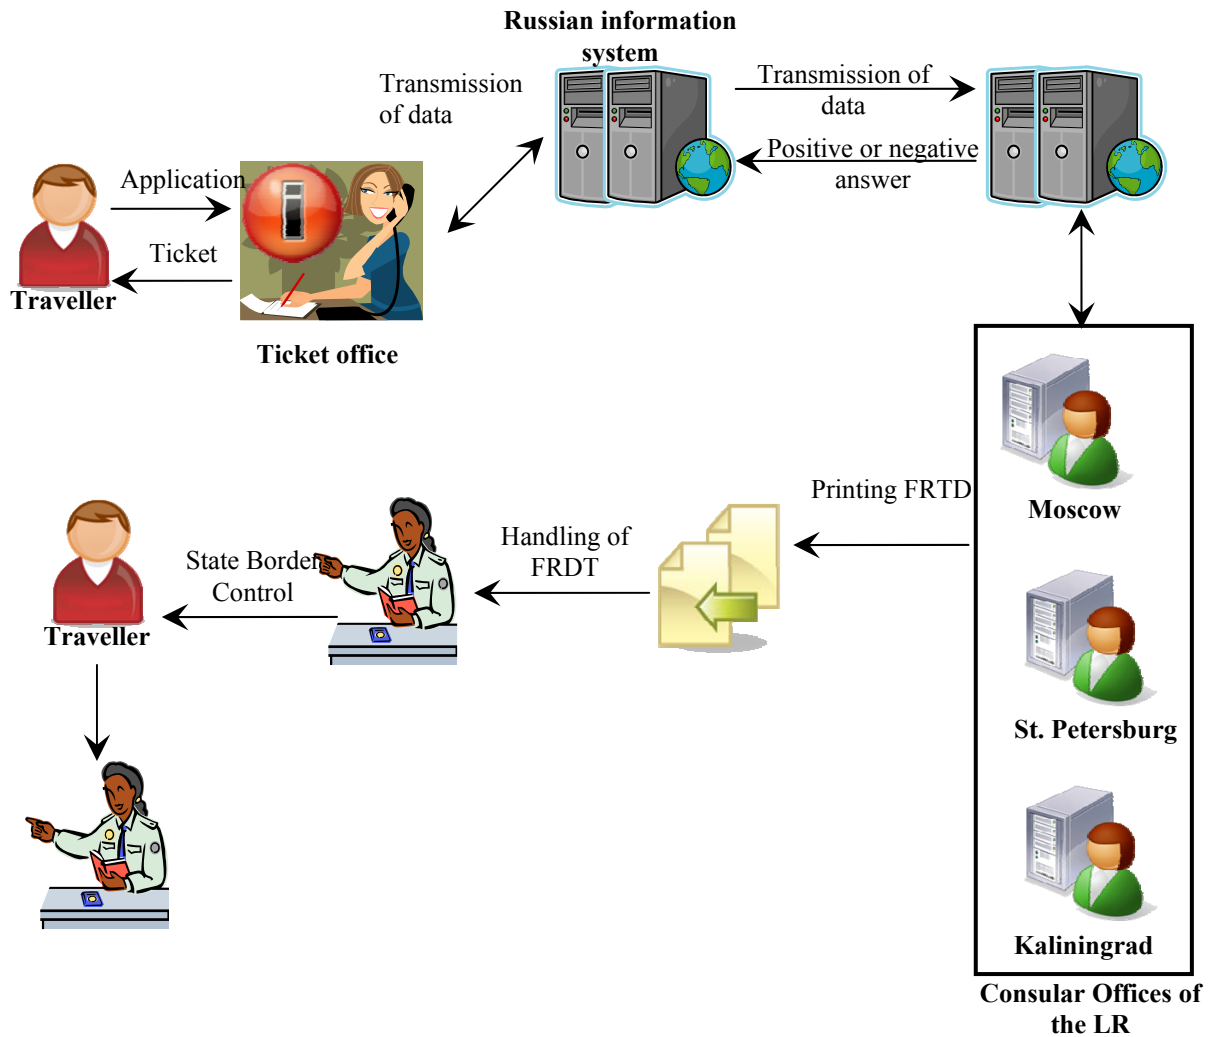 Russian information
system
Transmission
of data
Transmission of
data
Positive or negative
answer
Application
Ticket
Traveller
Ticket office
Moscow
Printing FRTD
Handling of
FRDT
State Border
Control
Traveller
St. Petersburg
Kaliningrad
Consular Offices of
the LR